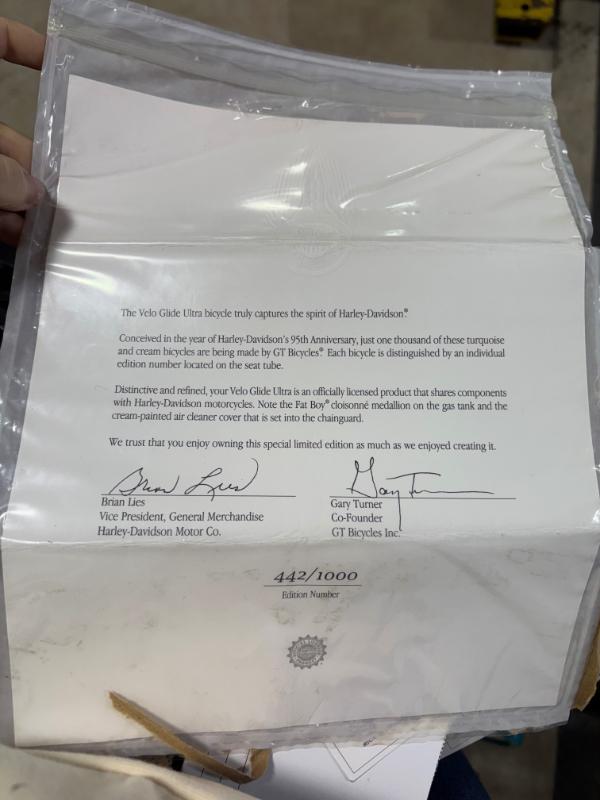 The Velo Glide Ultra bicycle truly captures the spirit of Harley-Davidson.®
Conceived in the year of Harley-Davidson's 95th Anniversary, just one thousand of these turquoise
and cream bicycles are being made by GT Bicycles.® Each bicycle is distinguished by an individual
edition number located on the seat tube.
Distinctive and refined, your Velo Glide Ultra is an officially licensed product that shares components
with Harley-Davidson motorcycles. Note the Fat Boy® cloisonné medallion on the gas tank and the
cream-painted air cleaner cover that is set into the chainguard.
We trust that you enjoy owning this special limited edition as much as we enjoyed creating it.
Brian Lies
Gary Turner
Brian Lies
Vice President, General Merchandise
Harley-Davidson Motor Co.
Gary Turner
Co-Founder
GT Bicycles Inc.
442/1000
Edition Number